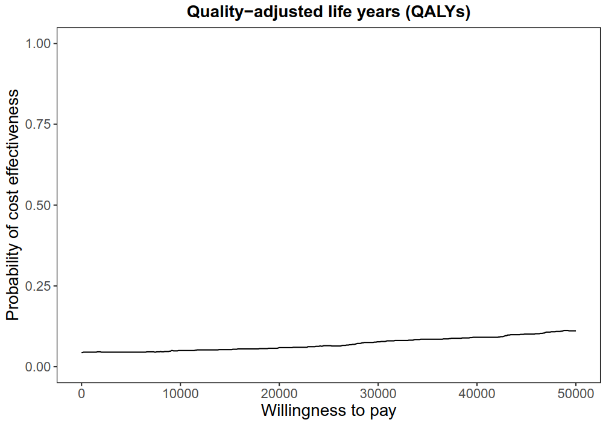 Quality−adjusted life years (QALYs)
Probability of cost effectiveness
1.00
0.75
0.50
0.25
0.00
0 10000 20000 30000 40000 50000
Willingness to pay